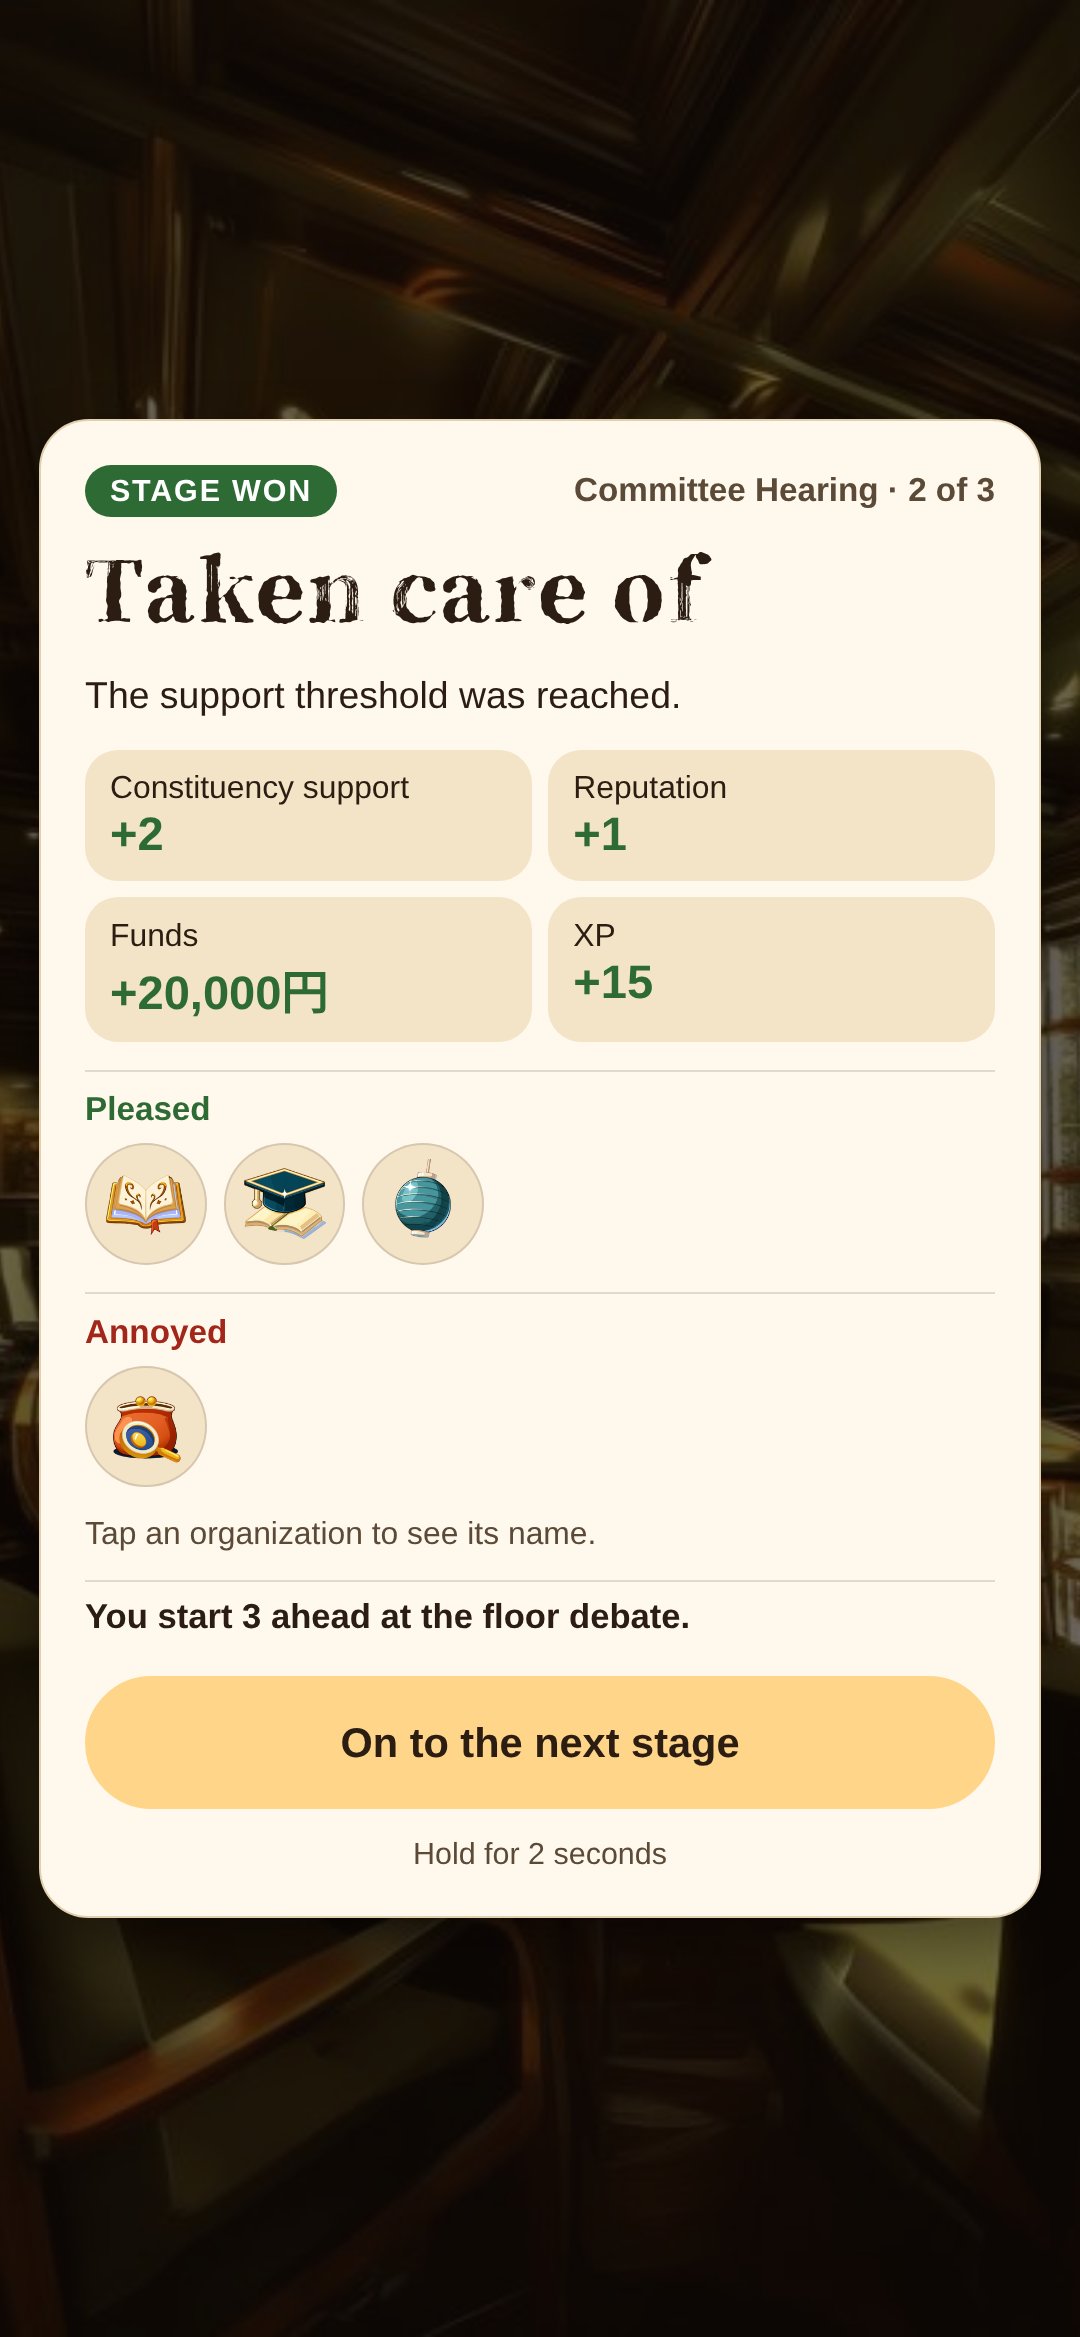 STAGE WON
Committee Hearing · 2 of 3
Taken care of
The support threshold was reached.
Constituency support
+2
Reputation
+1
Funds
+20,000円
XP
+15
Pleased
Annoyed
Tap an organization to see its name.
You start 3 ahead at the floor debate.
On to the next stage
Hold for 2 seconds